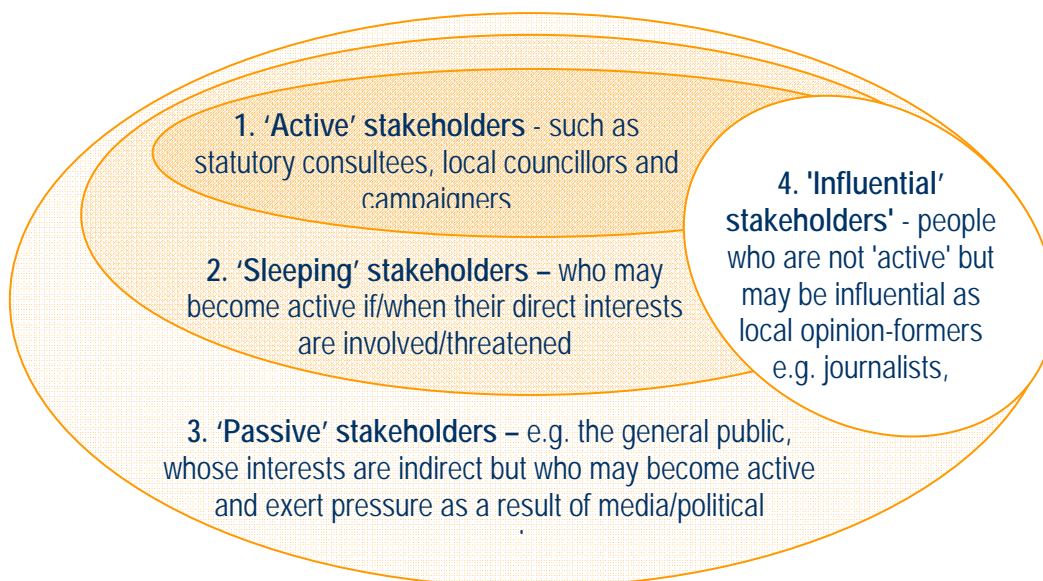 1. ‘Active’ stakeholders - such as
statutory consultees, local councillors and
campaigners
2. ‘Sleeping’ stakeholders – who may
become active if/when their direct interests
are involved/threatened
3. ‘Passive’ stakeholders – e.g. the general public,
whose interests are indirect but who may become active
and exert pressure as a result of media/political
4. 'Influential’
stakeholders' - people
who are not 'active' but
may be influential as
local opinion-formers
e.g. journalists,